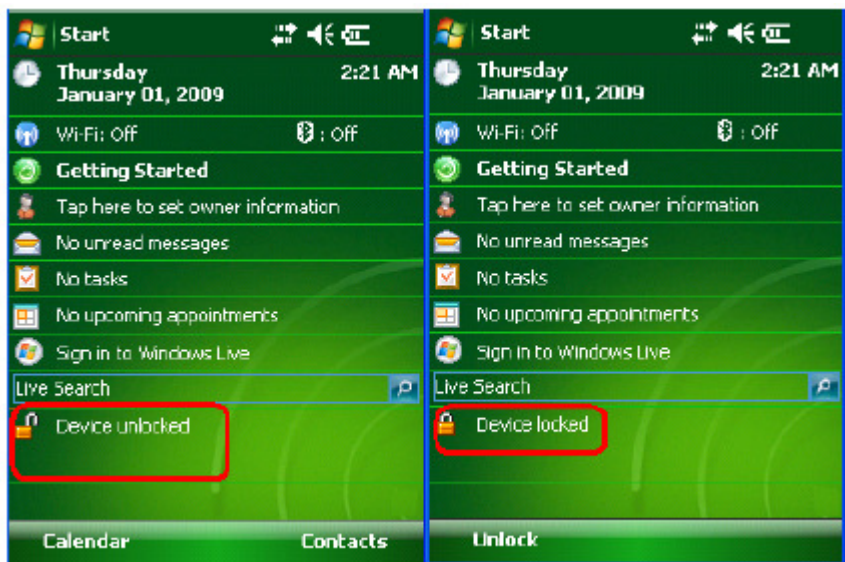 Start
Thursday 2:21 AM
January 01, 2009
Wi-Fi: Off : Off
Getting Started
Tap here to set owner information
No unread messages
No tasks
No upcoming appointments
Sign in to Windows Live
Live Search
Device unlocked
Calendar Contacts
Start
Thursday 2:21 AM
January 01, 2009
Wi-Fi: Off : Off
Getting Started
Tap here to set owner information
No unread messages
No tasks
No upcoming appointments
Sign in to Windows Live
Live Search
Device locked
Unlock